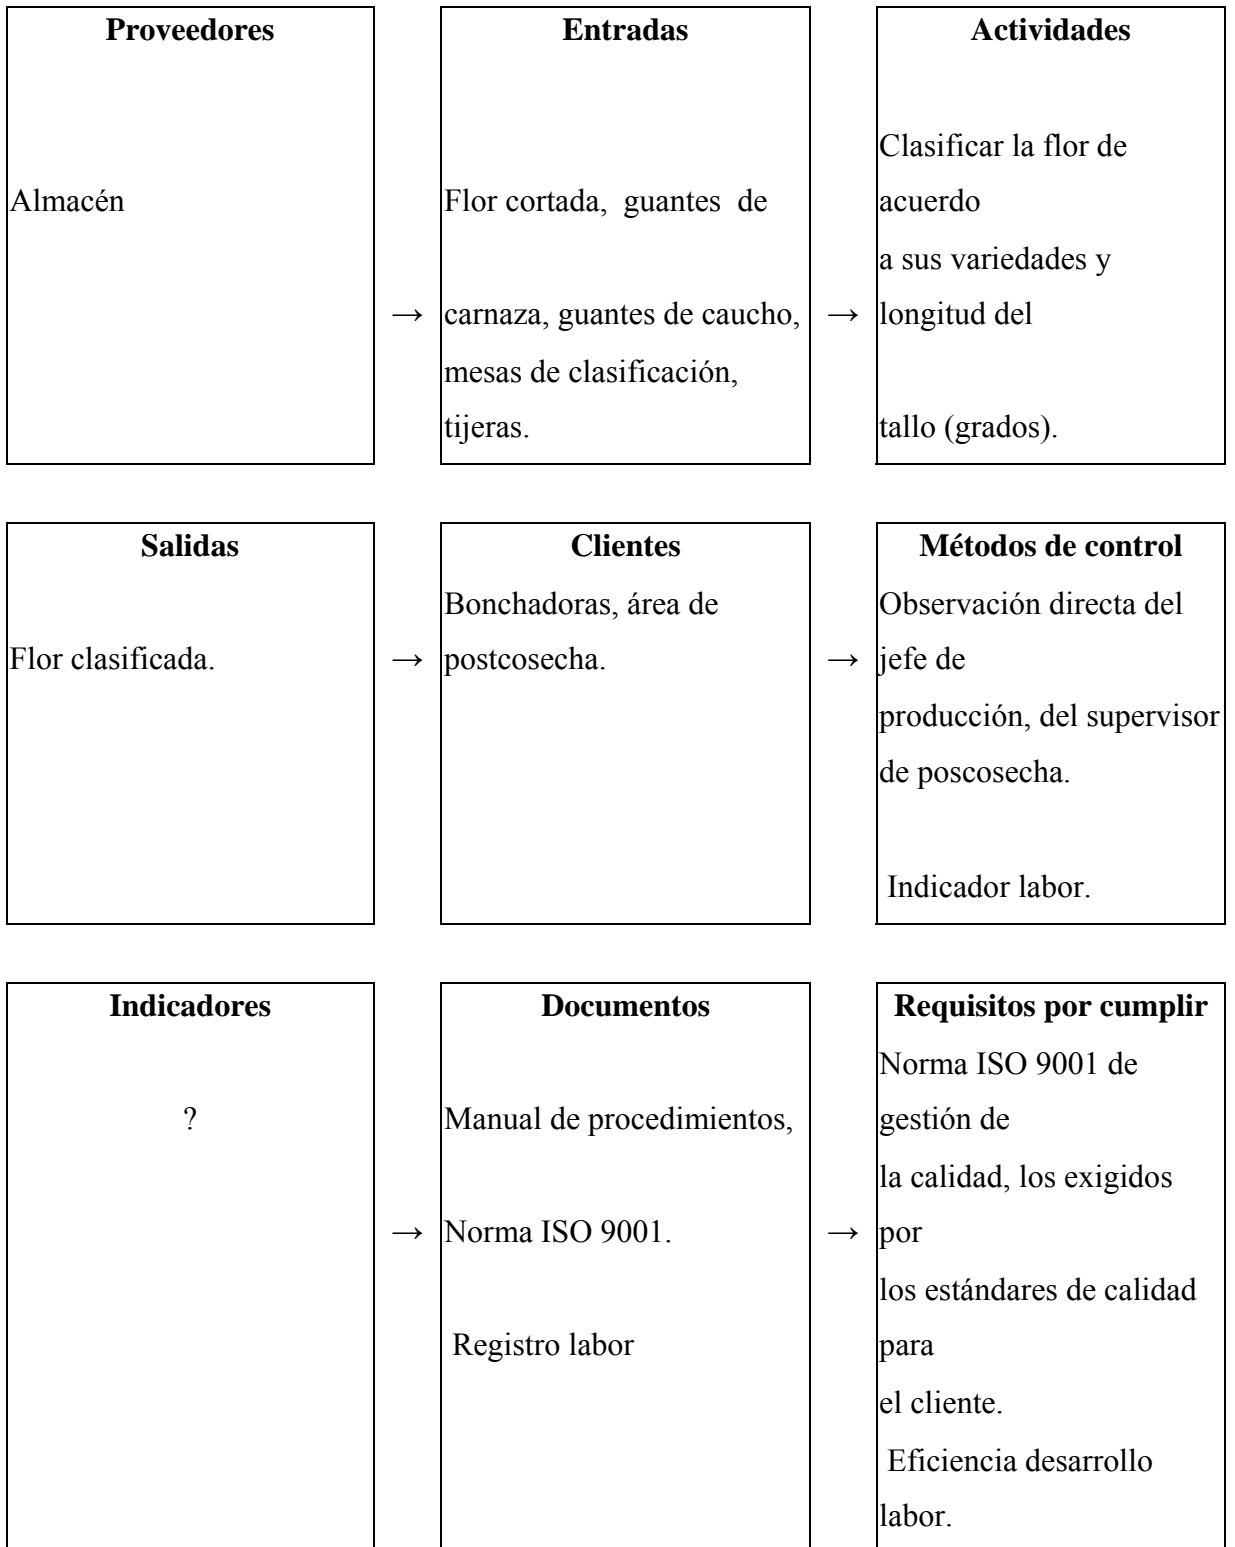 Proveedores
Almacén
→
Entradas
Flor cortada, guantes de
carnaza, guantes de caucho,
mesas de clasificación,
tijeras.
→
Actividades
Clasificar la flor de
acuerdo
a sus variedades y
longitud del
tallo (grados).
Salidas
Flor clasificada.
→
Clientes
Bonchadoras, área de
postcosecha.
→
Métodos de control
Observación directa del
jefe de
producción, del supervisor
de poscosecha.
Indicador labor.
Indicadores
?
→
Documentos
Manual de procedimientos,
Norma ISO 9001.
Registro labor
→
Requisitos por cumplir
Norma ISO 9001 de
gestión de
la calidad, los exigidos
por
los estándares de calidad
para
el cliente.
Eficiencia desarrollo
labor.